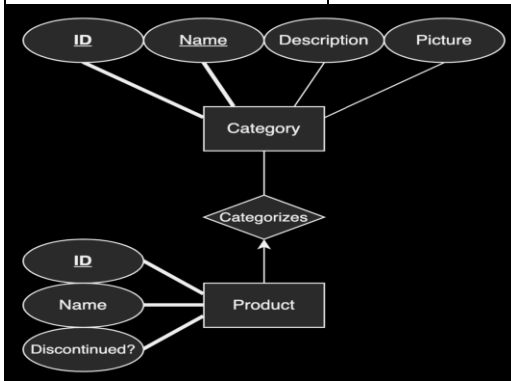 ID
Name
Description
Picture
Category
Categorizes
ID
Name
Product
Discontinued?